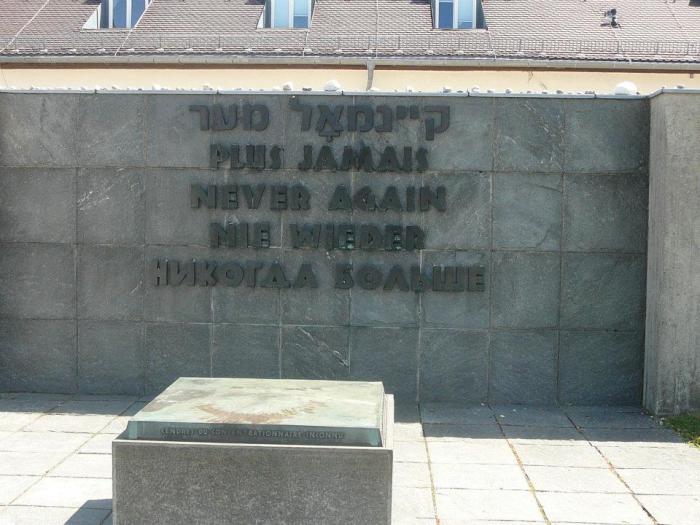 קיינמאָל מער
PLUS JAMAIS
NEVER AGAIN
NIE WIEDER
НИКОГДА БОЛЬШЕ